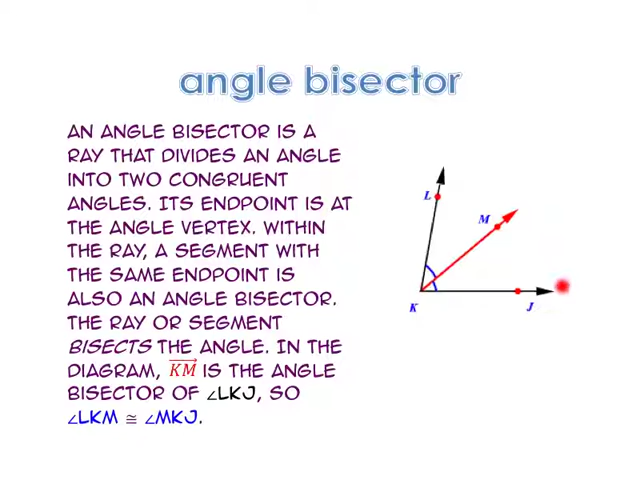 angle bisector
AN ANGLE BISECTOR IS A
RAY THAT DIVIDES AN ANGLE
INTO TWO CONGRUENT
ANGLES. ITS ENDPOINT IS AT
THE ANGLE VERTEX. WITHIN
THE RAY, A SEGMENT WITH
THE SAME ENDPOINT IS
ALSO AN ANGLE BISECTOR.
THE RAY OR SEGMENT
BISECTS THE ANGLE. IN THE
DIAGRAM, $\overrightarrow{KM}$ IS THE ANGLE
BISECTOR OF ∠LKJ, SO
∠LKM ≅ ∠MKJ.
L
M
K
J